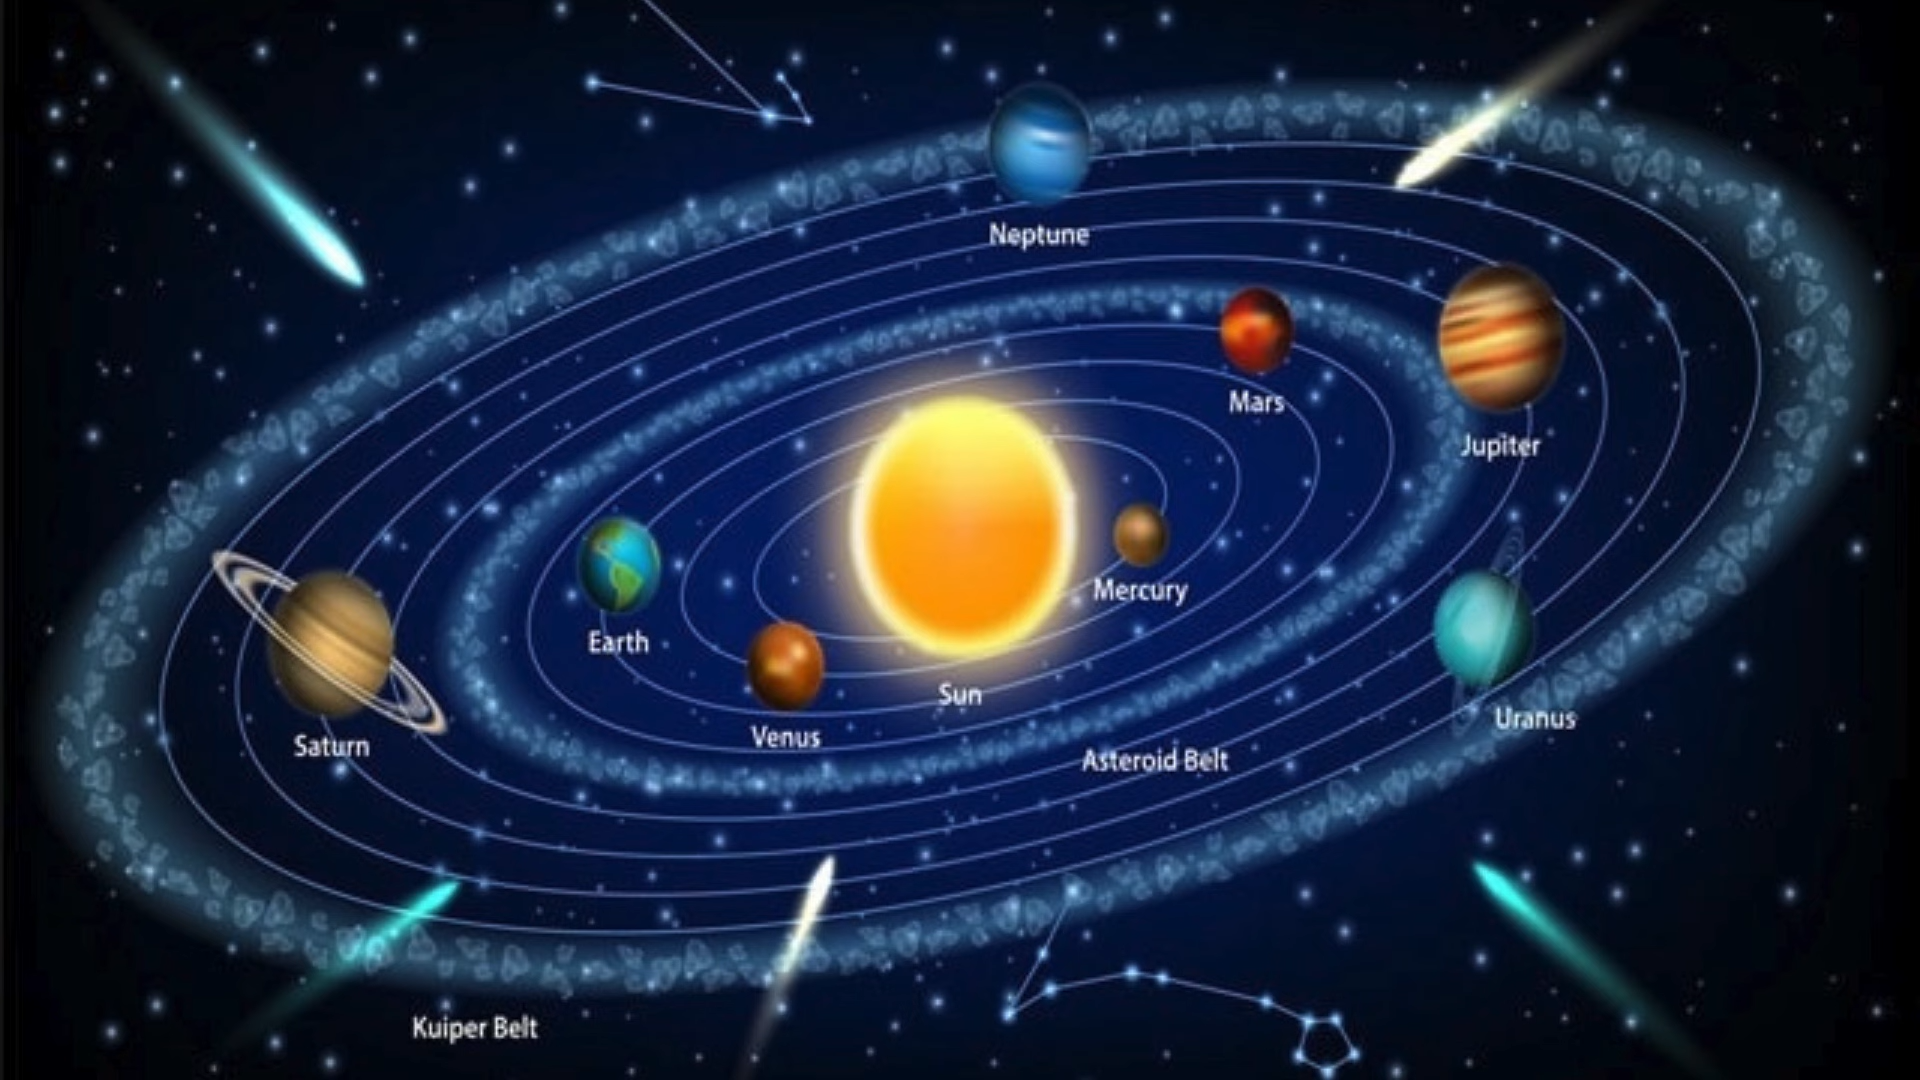 Neptune
Mars
Jupiter
Mercury
Earth
Sun
Venus
Uranus
Saturn
Asteroid Belt
Kuiper Belt